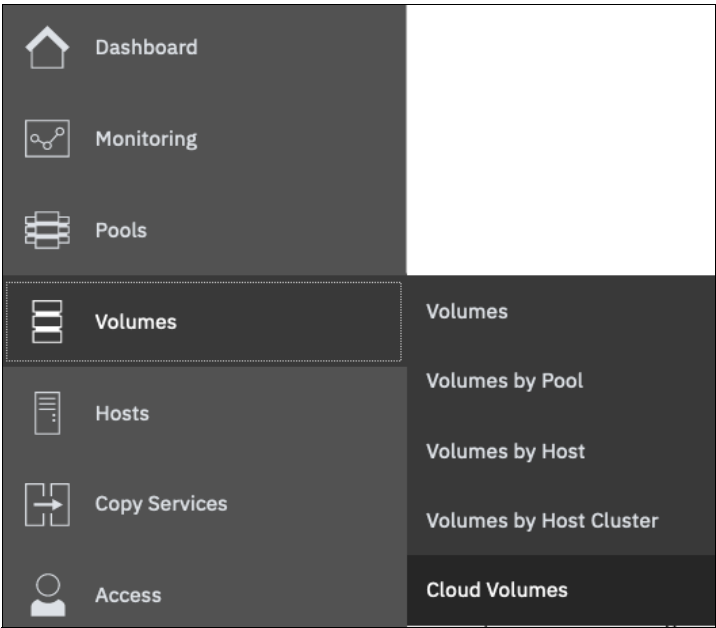 Dashboard
Monitoring
Pools
Volumes
Hosts
Copy Services
Access
Volumes
Volumes by Pool
Volumes by Host
Volumes by Host Cluster
Cloud Volumes